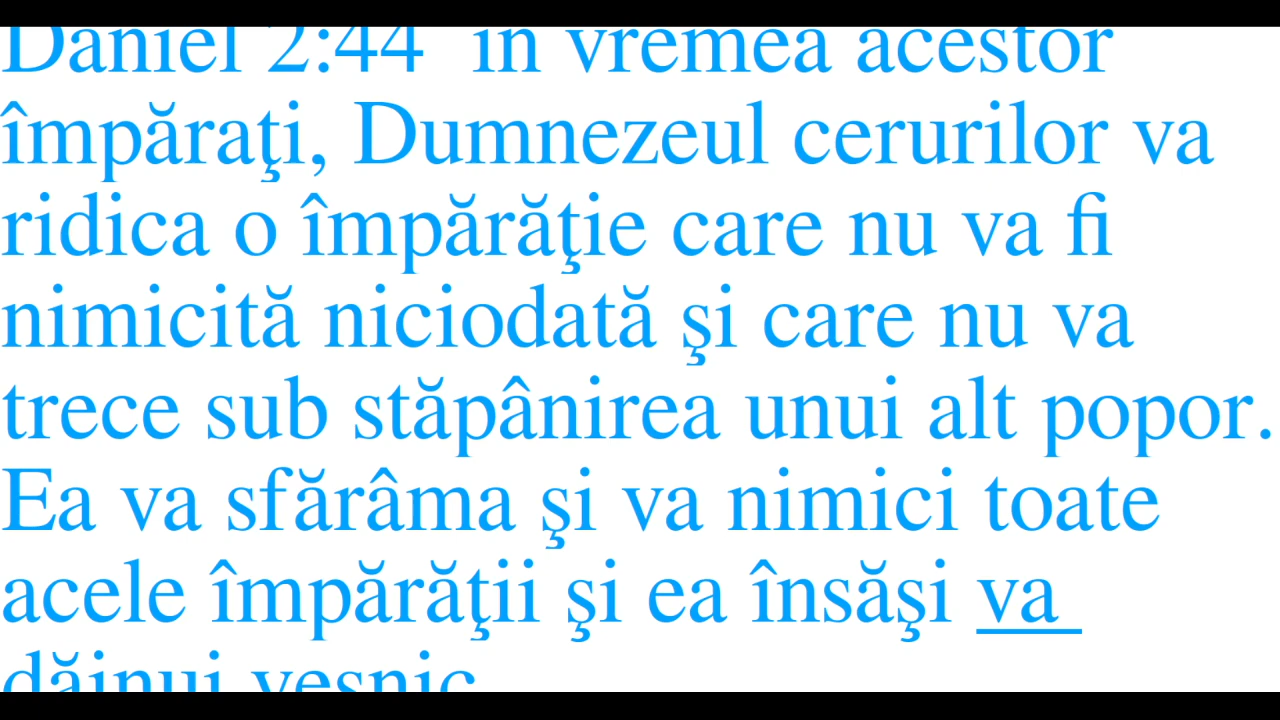 Daniel 2:44  în vremea acestor
împăraţi, Dumnezeul cerurilor va
ridica o împărăţie care nu va fi
nimicită niciodată şi care nu va
trece sub stăpânirea unui alt popor.
Ea va sfărâma şi va nimici toate
acele împărăţii şi ea însăşi va
dăinui veşnic